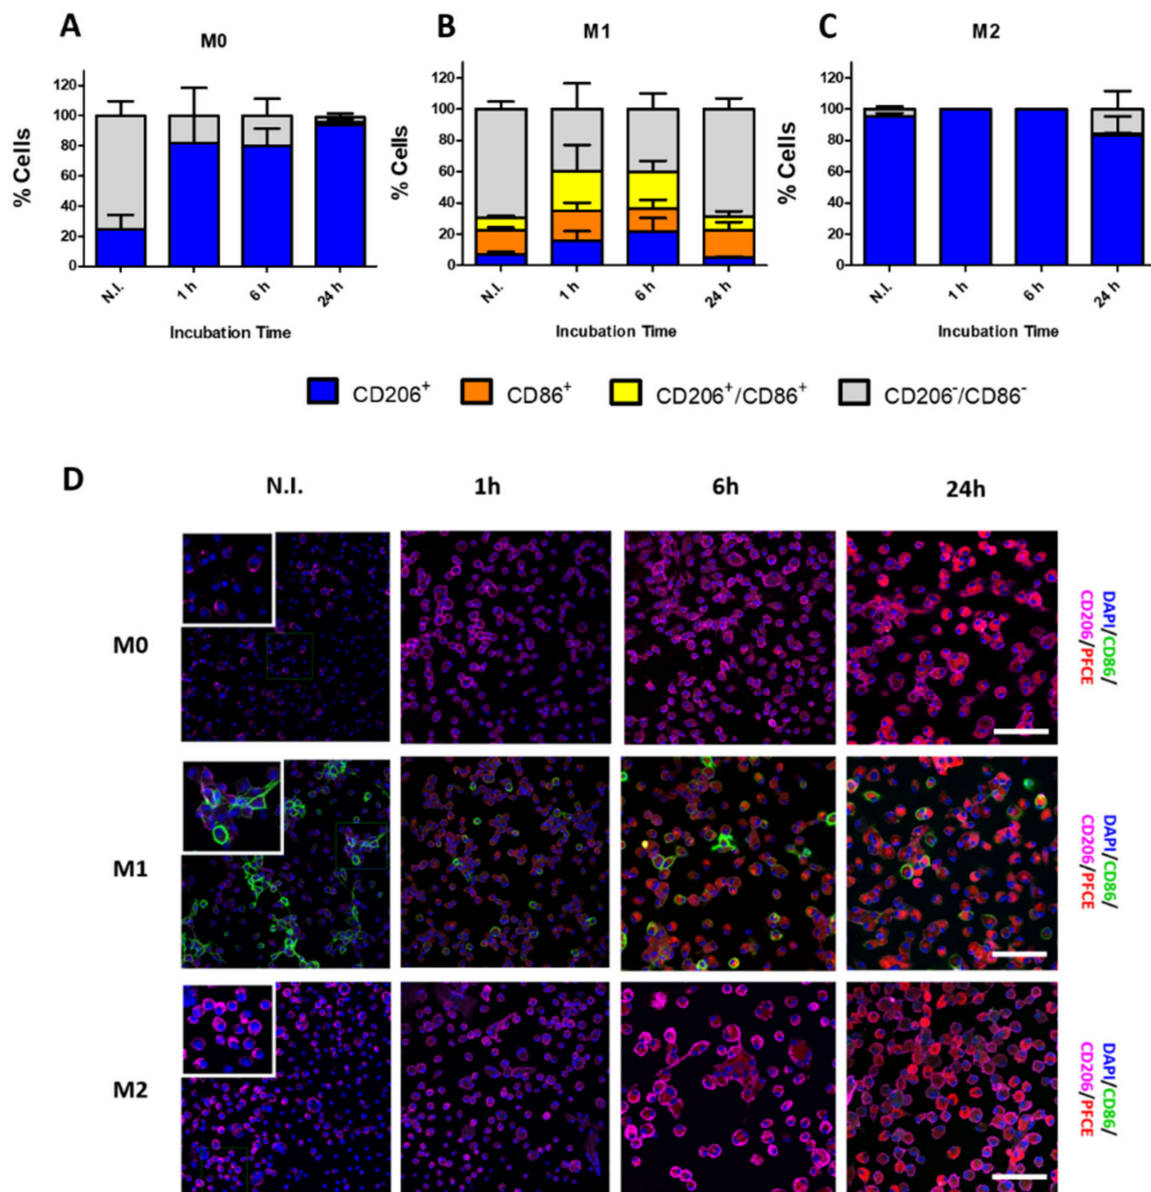 A
M0
B
M1
C
M2
% Cells
120
100
80
60
40
20
0
N.I.
1 h
6 h
24 h
Incubation Time
% Cells
120
100
80
60
40
20
0
N.I.
1 h
6 h
24 h
Incubation Time
% Cells
120
100
80
60
40
20
0
N.I.
1 h
6 h
24 h
Incubation Time
CD206+
CD86+
CD206+/CD86+
CD206-/CD86-
D
N.I.
1h
6h
24h
M0
DAPI/CD86/
CD206/PFCE
M1
DAPI/CD86/
CD206/PFCE
M2
DAPI/CD86/
CD206/PFCE